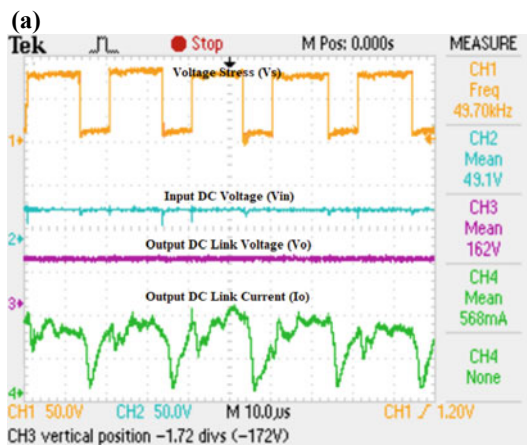 (a)
Tek Stop M Pos: 0.000s MEASURE
Voltage Stress (Vs)
CH1
Freq
49.70kHz
1
CH2
Mean
49.1V
Input DC Voltage (Vin)
2
Output DC Link Voltage (Vo)
CH3
Mean
162V
Output DC Link Current (Io)
3
CH4
Mean
568mA
CH4
None
4
CH1 50.0V CH2 50.0V M 10.0µs CH1 1.20V
CH3 vertical position -1.72 divs (-172V)